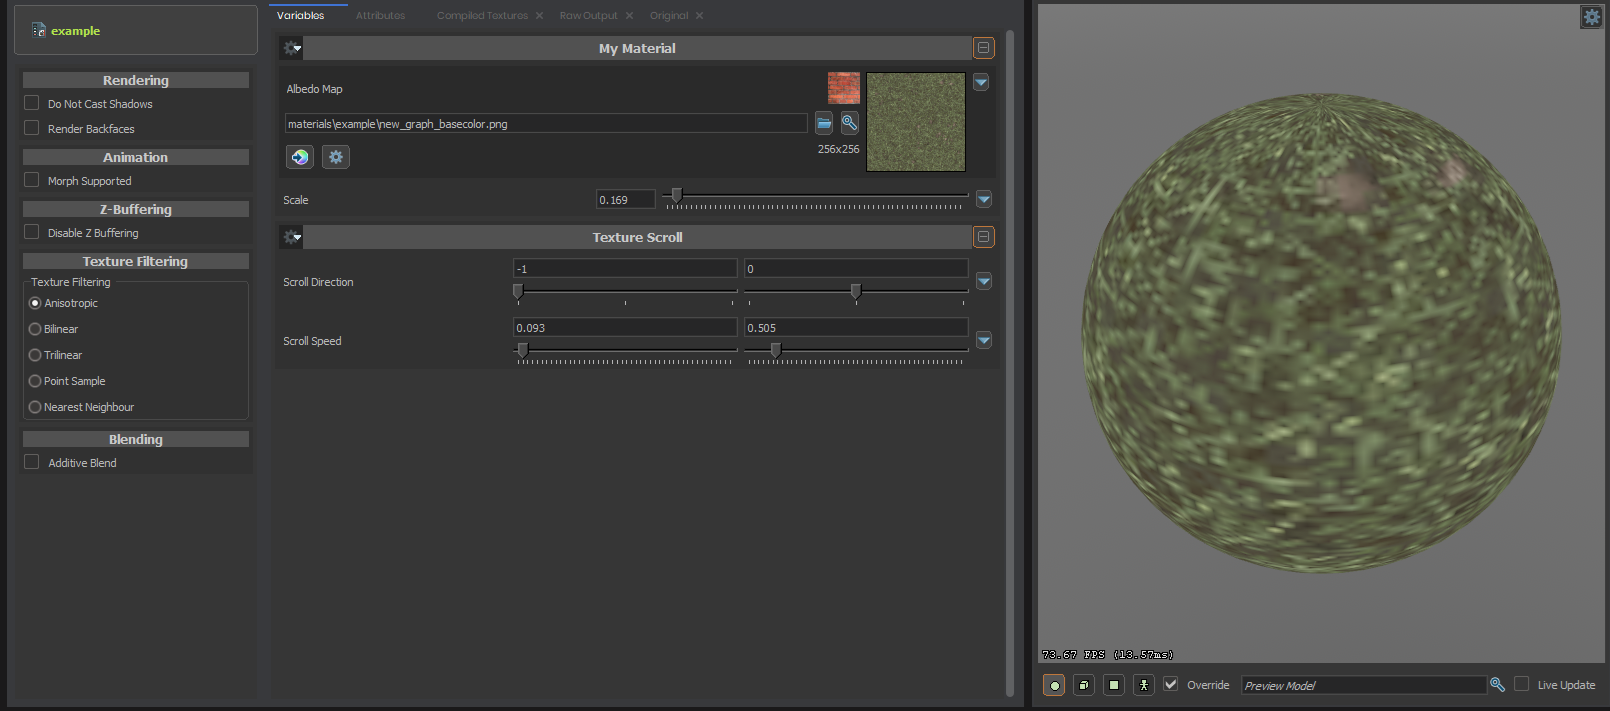 example
Rendering
Do Not Cast Shadows
Render Backfaces
Animation
Morph Supported
Z-Buffering
Disable Z Buffering
Texture Filtering
Texture Filtering
Anisotropic
Bilinear
Trilinear
Point Sample
Nearest Neighbour
Blending
Additive Blend
Variables Attributes Compiled Textures Raw Output Original
My Material
Albedo Map
materials\example\new_graph_basecolor.png
256x256
Scale 0.169
Texture Scroll
Scroll Direction -1 0
Scroll Speed 0.093 0.505
73.67 FPS (13.57ms)
Override Preview Model Live Update